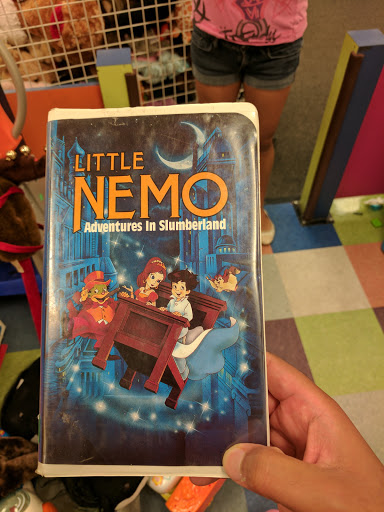 LITTLE
NEMO
Adventures In Slumberland